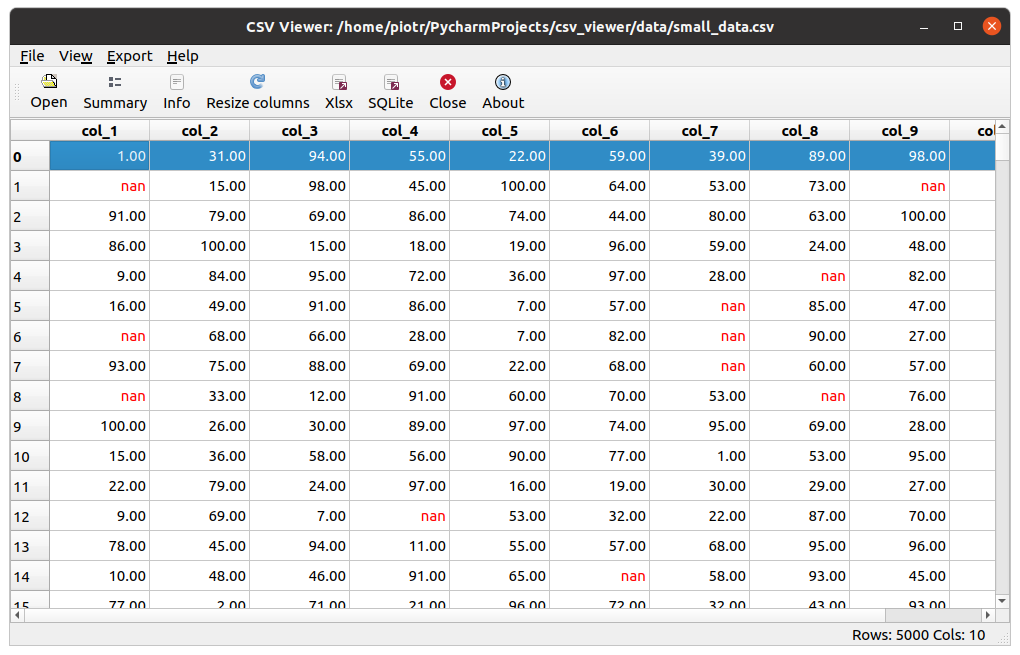 CSV Viewer: /home/piotr/PycharmProjects/csv_viewer/data/small_data.csv
File View Export Help
Open Summary Info Resize columns Xlsx SQLite Close About
col_1 col_2 col_3 col_4 col_5 col_6 col_7 col_8 col_9
0 1.00 31.00 94.00 55.00 22.00 59.00 39.00 89.00 98.00
1 nan 15.00 98.00 45.00 100.00 64.00 53.00 73.00 nan
2 91.00 79.00 69.00 86.00 74.00 44.00 80.00 63.00 100.00
3 86.00 100.00 15.00 18.00 19.00 96.00 59.00 24.00 48.00
4 9.00 84.00 95.00 72.00 36.00 97.00 28.00 nan 82.00
5 16.00 49.00 91.00 86.00 7.00 57.00 nan 85.00 47.00
6 nan 68.00 66.00 28.00 7.00 82.00 nan 90.00 27.00
7 93.00 75.00 88.00 69.00 22.00 68.00 nan 60.00 57.00
8 nan 33.00 12.00 91.00 60.00 70.00 53.00 nan 76.00
9 100.00 26.00 30.00 89.00 97.00 74.00 95.00 69.00 28.00
10 15.00 36.00 58.00 56.00 90.00 77.00 1.00 53.00 95.00
11 22.00 79.00 24.00 97.00 16.00 19.00 30.00 29.00 27.00
12 9.00 69.00 7.00 nan 53.00 32.00 22.00 87.00 70.00
13 78.00 45.00 94.00 11.00 55.00 57.00 68.00 95.00 96.00
14 10.00 48.00 46.00 91.00 65.00 nan 58.00 93.00 45.00
15 77.00 2.00 71.00 21.00 96.00 72.00 32.00 43.00 93.00
Rows: 5000 Cols: 10